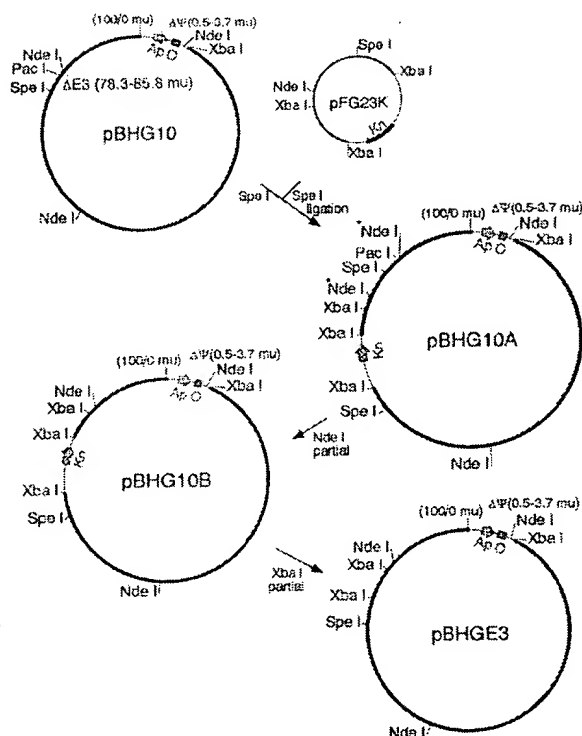 (100/0 mu) ΔΨ(0.5-3.7 mu)
Nde I
Xba I
Ap
O
Nde I
Pac I
Spe I
ΔE3 (78.3-85.8 mu)
pBHG10
Nde I
Spe I
Xba I
Nde I
Xba I
pFG23K
Xba I
Spe I
Spe I
ligation
(100/0 mu) ΔΨ(0.5-3.7 mu)
Nde I
Xba I
Ap
O
*Nde I
Pac I
Spe I
*Nde I
Xba I
Xba I
pBHG10A
Xba I
Spe I
Nde I
Nde I
partial
(100/0 mu) ΔΨ(0.5-3.7 mu)
Nde I
Xba I
Ap
O
Nde I
Xba I
Xba I
pBHG10B
Xba I
Spe I
Nde I
Xba I
partial
(100/0 mu) ΔΨ(0.5-3.7 mu)
Nde I
Xba I
Ap
O
Nde I
Xba I
Xba I
Spe I
pBHGE3
Nde I